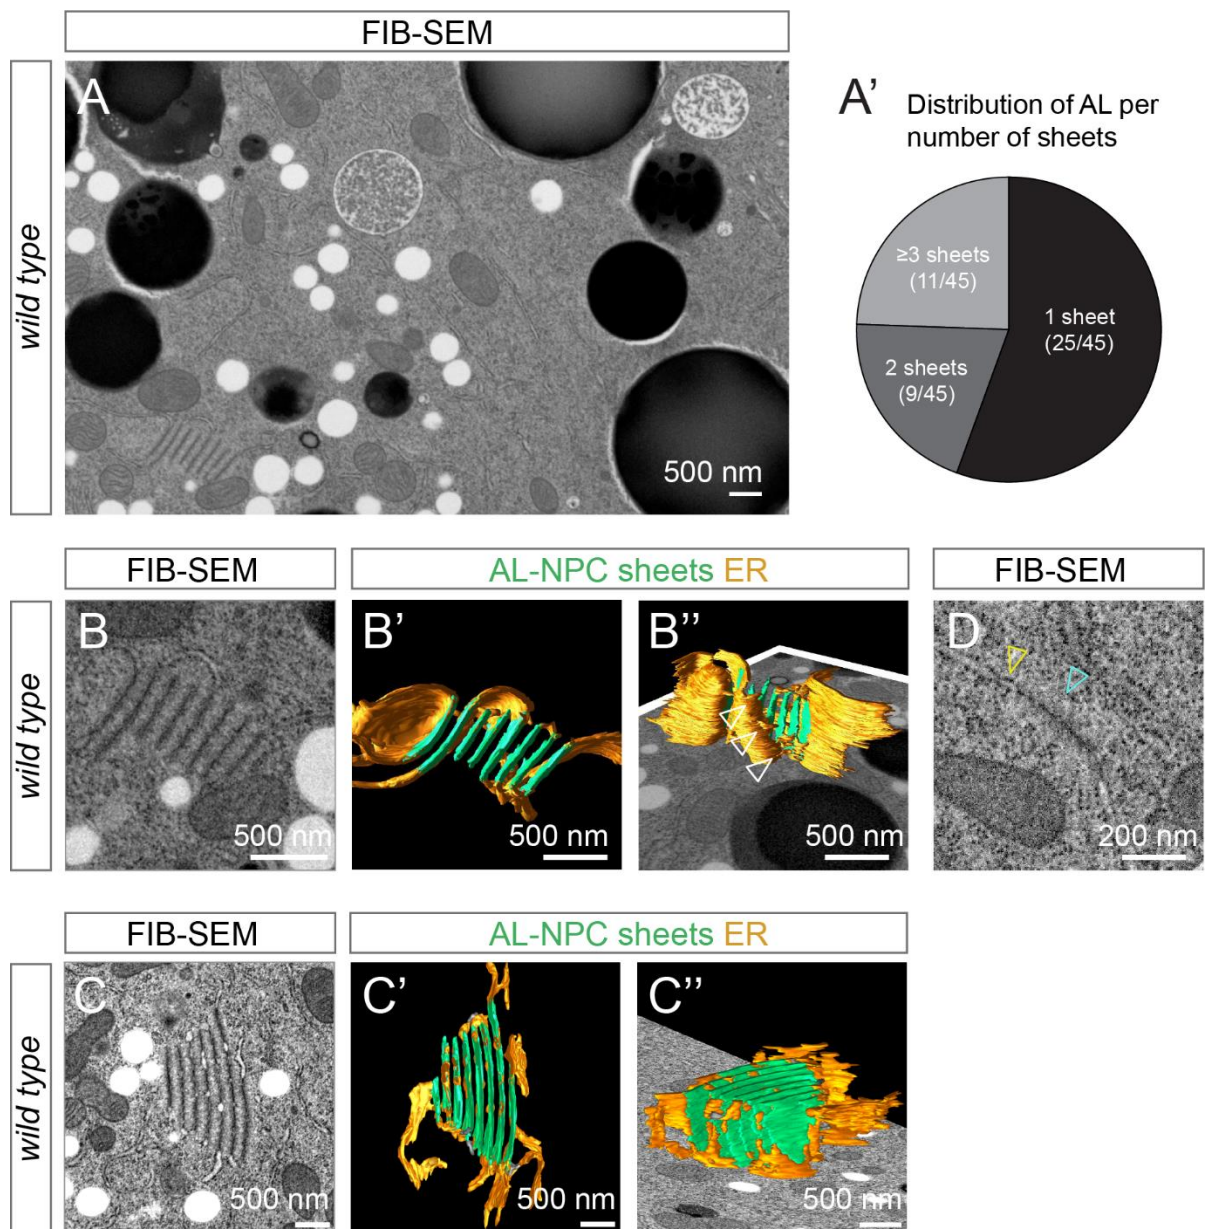 FIB-SEM
wild type
A
500 nm
A'
Distribution of AL per
number of sheets
≥3 sheets
(11/45)
1 sheet
(25/45)
2 sheets
(9/45)
FIB-SEM
AL-NPC sheets ER
FIB-SEM
wild type
B
500 nm
B'
500 nm
B''
500 nm
D
200 nm
FIB-SEM
AL-NPC sheets ER
wild type
C
500 nm
C'
500 nm
C''
500 nm